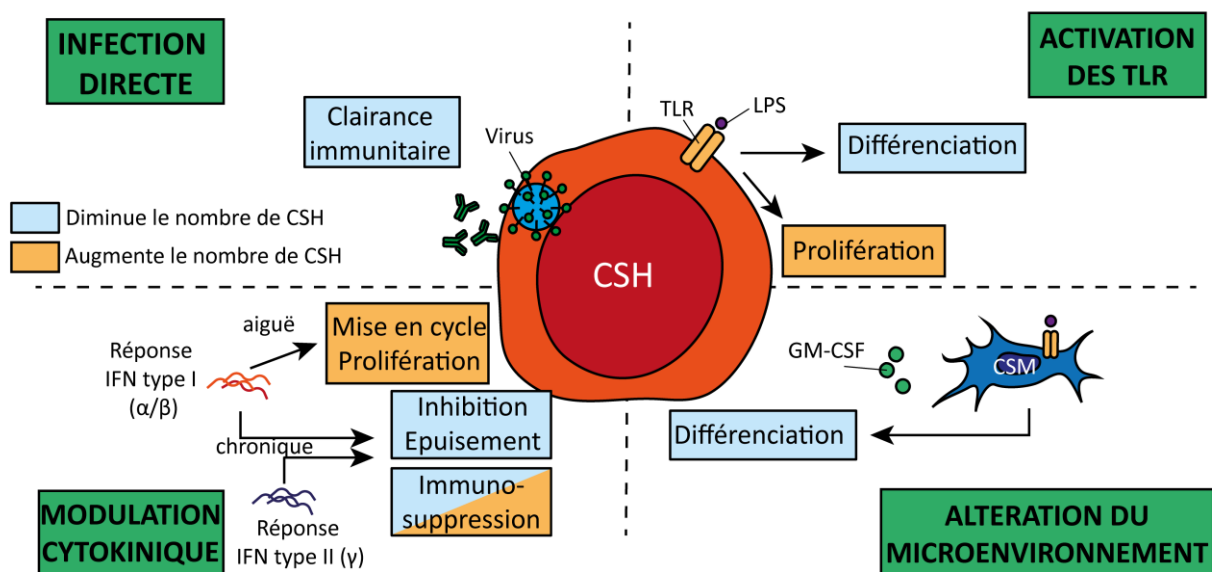 INFECTION
DIRECTE
ACTIVATION
DES TLR
Clairance
immunitaire
Virus
TLR
LPS
Différenciation
Diminue le nombre de CSH
Augmente le nombre de CSH
Prolifération
CSH
aiguë
Mise en cycle
Prolifération
Réponse
IFN type I
(α/β)
chronique
Inhibition
Epuisement
Immuno-
suppression
Réponse
IFN type II (γ)
MODULATION
CYTOKINIQUE
GM-CSF
CSM
Différenciation
ALTERATION DU
MICROENVIRONNEMENT